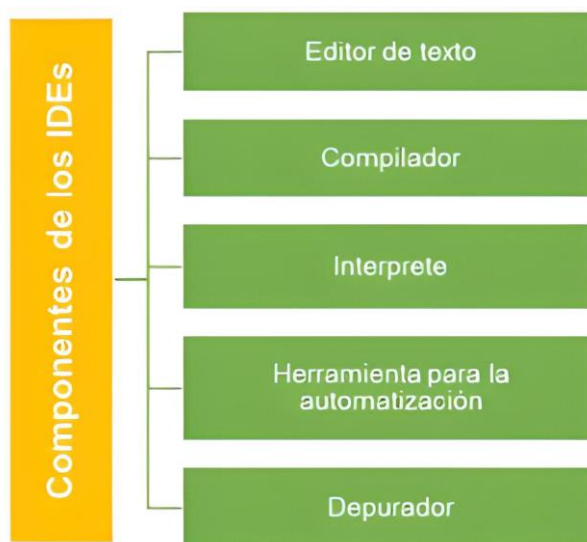 Componentes de los IDEs
Editor de texto
Compilador
Interprete
Herramienta para la
automatización
Depurador